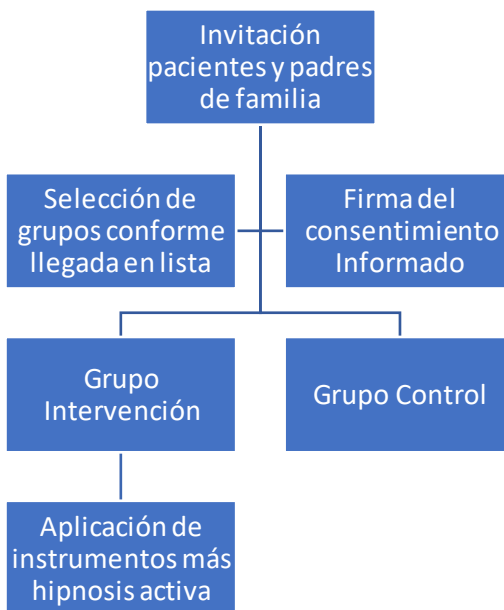 Invitación
pacientes y padres
de familia
Selección de
grupos conforme
llegada en lista
Firma del
consentimiento
Informado
Grupo
Intervención
Grupo Control
Aplicación de
instrumentos más
hipnosis activa